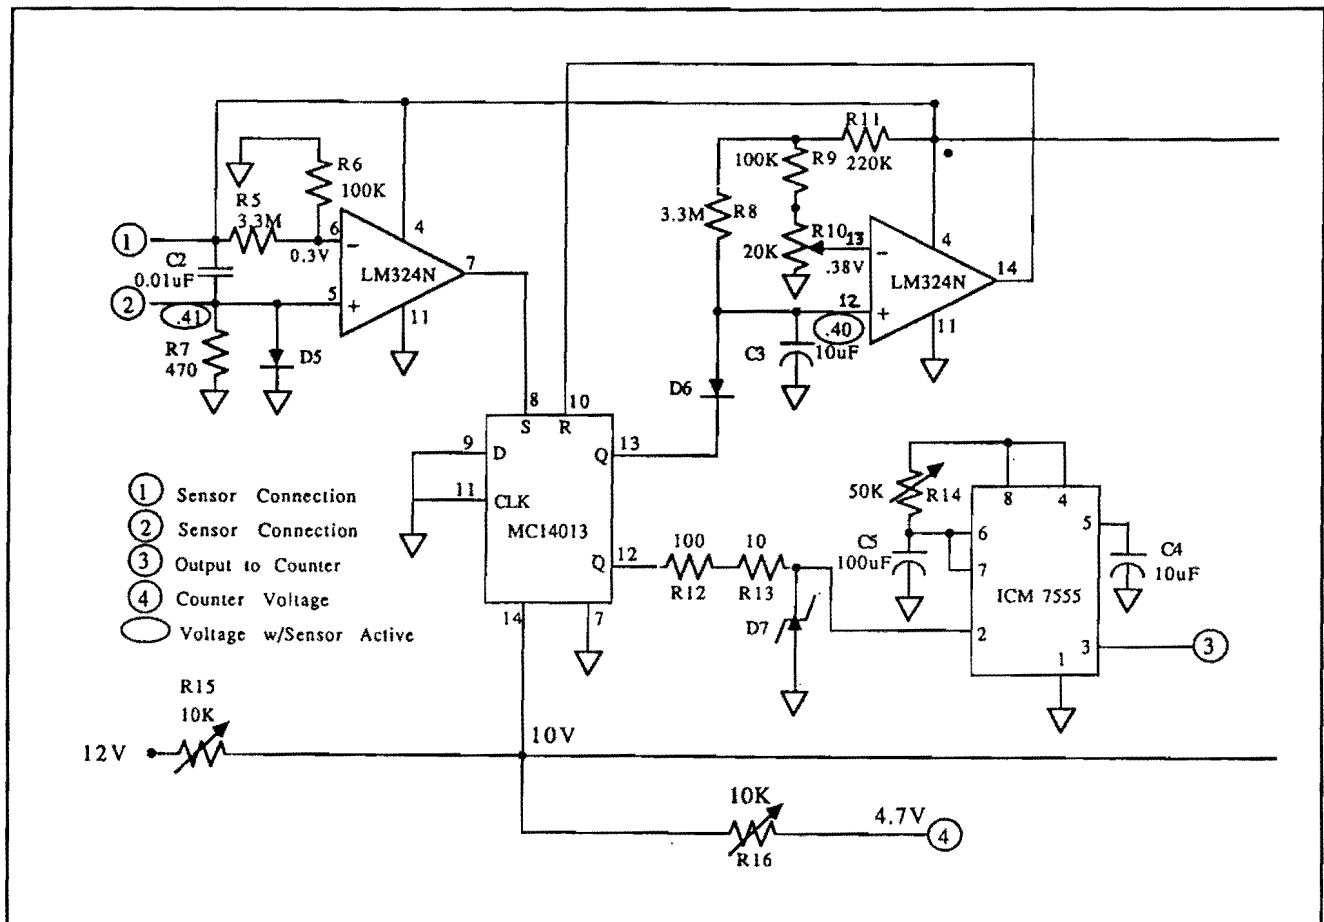 R11
220K
100K
R9
R6
100K
3.3M
R8
R5
3.3M
6
4
R10
13
20K
.38V
4
1
0.3V
−
LM324N
7
−
LM324N
14
C2
0.01uF
2
5
+
.41
11
12
+
.40
11
R7
470
D5
C3
10uF
D6
8
10
S
R
9
D
Q
13
11
CLK
MC14013
Q
12
14
7
1 Sensor Connection
2 Sensor Connection
3 Output to Counter
4 Counter Voltage
Voltage w/Sensor Active
100
R12
10
R13
D7
50K
R14
8
4
6
5
C5
100uF
7
C4
10uF
ICM 7555
2
3
3
1
R15
10K
12V
10V
10K
R16
4.7V
4